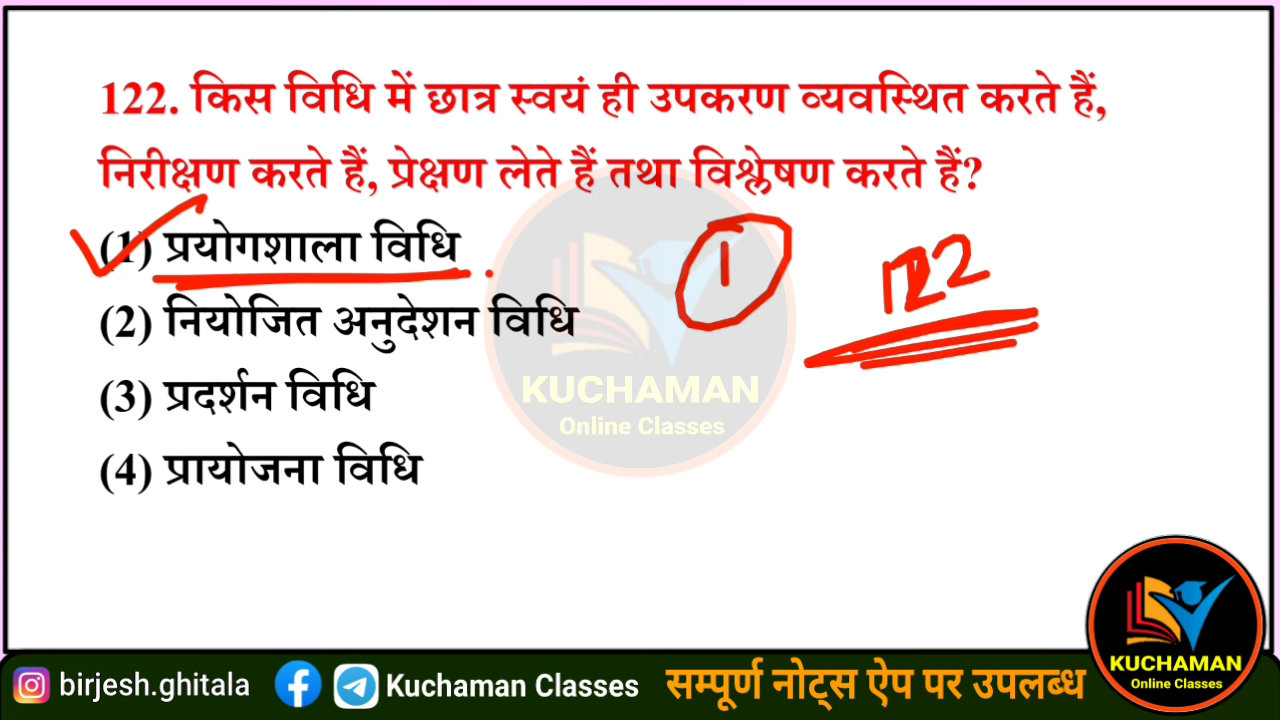 122. किस विधि में छात्र स्वयं ही उपकरण व्यवस्थित करते हैं,
निरीक्षण करते हैं, प्रेक्षण लेते हैं तथा विश्लेषण करते हैं?
(1) प्रयोगशाला विधि
1
122
(2) नियोजित अनुदेशन विधि
(3) प्रदर्शन विधि
(4) प्रायोजना विधि
KUCHAMAN
Online Classes
KUCHAMAN
Online Classes
birjesh.ghitala
Kuchaman Classes
सम्पूर्ण नोट्स ऐप पर उपलब्ध